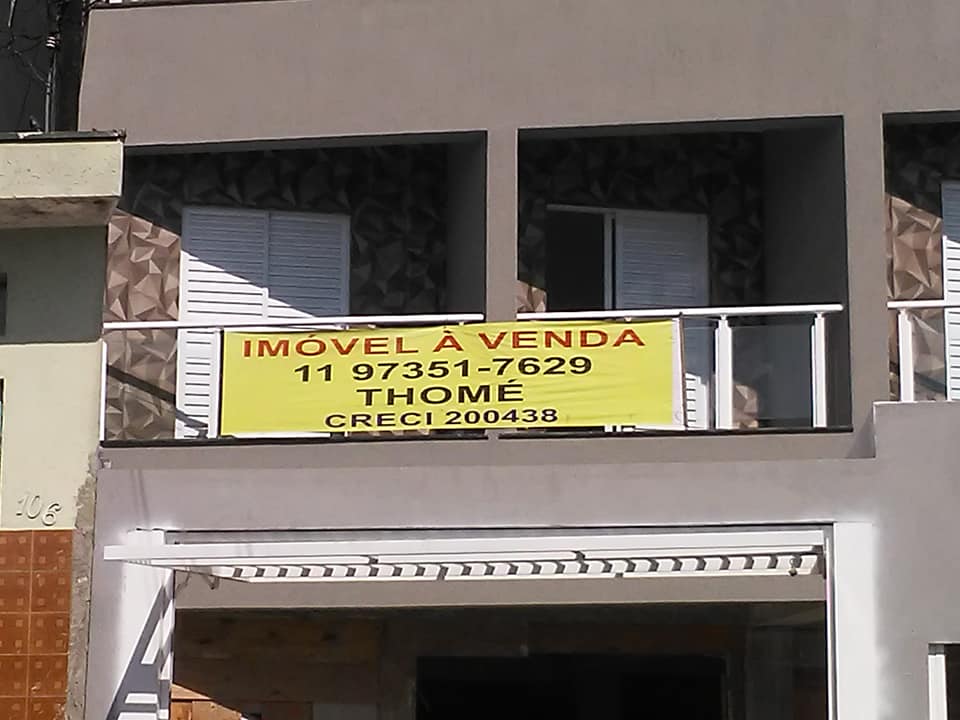 IMÓVEL À VENDA
11 97351-7629
THOMÉ
CRECI 200438
106